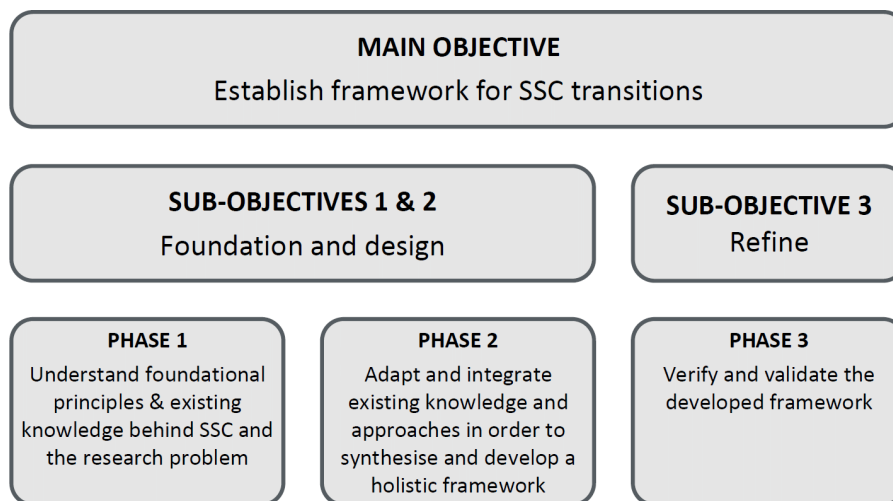 MAIN OBJECTIVE
Establish framework for SSC transitions
SUB-OBJECTIVES 1 & 2
Foundation and design
SUB-OBJECTIVE 3
Refine
PHASE 1
Understand foundational
principles & existing
knowledge behind SSC and
the research problem
PHASE 2
Adapt and integrate
existing knowledge and
approaches in order to
synthesise and develop a
holistic framework
PHASE 3
Verify and validate the
developed framework